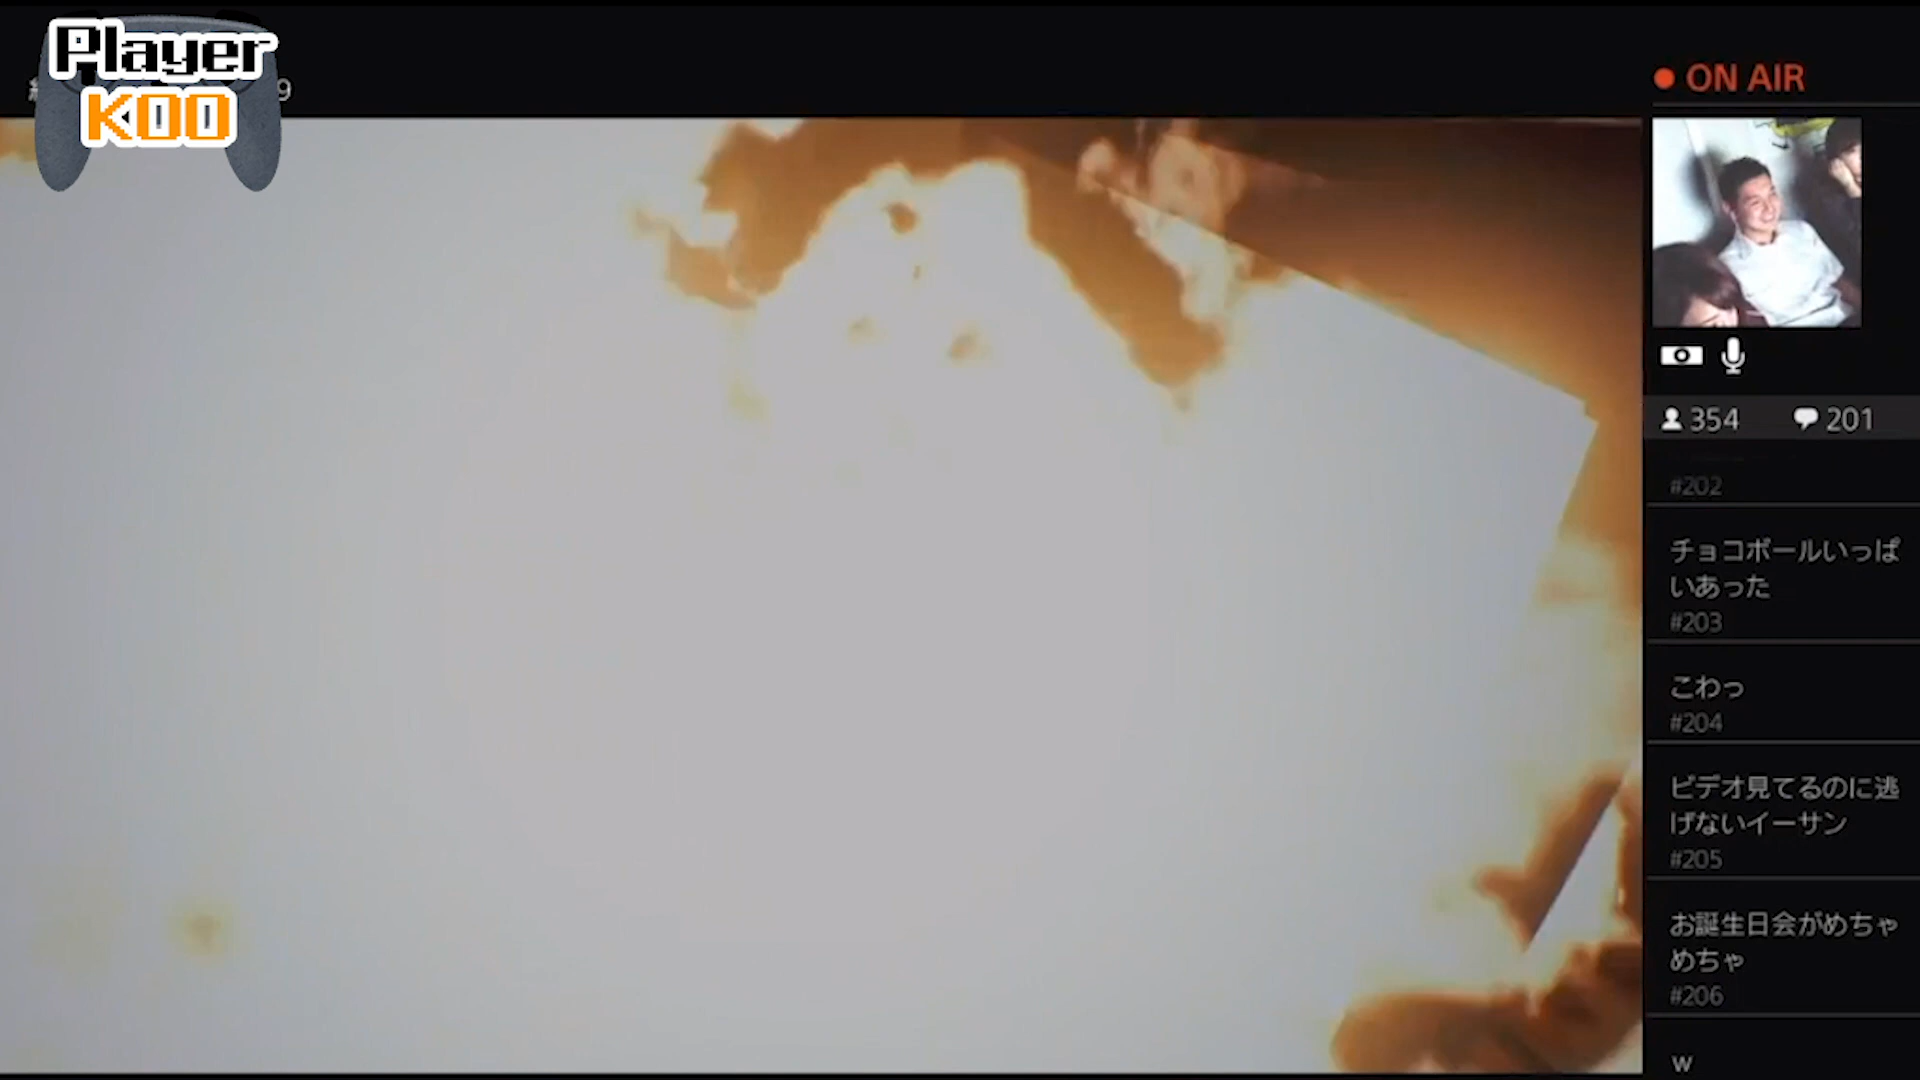 Player
KOO
9
ON AIR
354 201
#202
チョコボールいっぱ
いあった
#203
こわっ
#204
ビデオ見てるのに逃
げないイーサン
#205
お誕生日会がめちゃ
めちゃ
#206
w